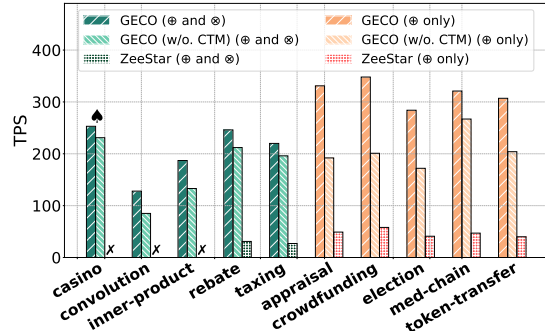 GECO (⊕ and ⊗)
GECO (w/o. CTM) (⊕ and ⊗)
ZeeStar (⊕ and ⊗)
GECO (⊕ only)
GECO (w/o. CTM) (⊕ only)
ZeeStar (⊕ only)
TPS
400
300
200
100
0
♠
✗
✗
✗
casino
convolution
inner-product
rebate
taxing
appraisal
crowdfunding
election
med-chain
token-transfer